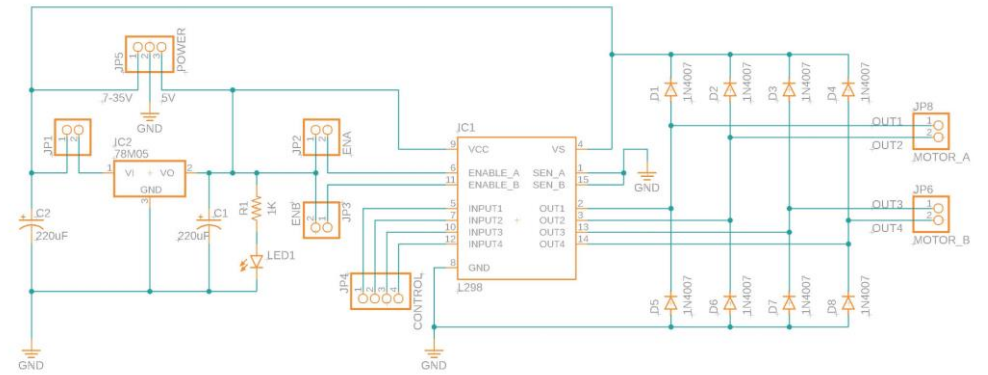 JP5
1
2
3
POWER
7-35V
5V
GND
JP1
1
2
IC2
78M05
1
VI
VO
2
GND
3
C2
220uF
C1
220uF
R1
1K
LED1
GND
JP2
1
2
ENA
ENB
2
1
JP3
JP4
1
2
3
4
CONTROL
IC1
9
VCC
VS
4
6
ENABLE_A
SEN_A
1
11
ENABLE_B
SEN_B
15
GND
5
INPUT1
OUT1
2
7
INPUT2
OUT2
3
10
INPUT3
OUT3
13
12
INPUT4
OUT4
14
8
GND
L298
GND
D1
1N4007
D2
1N4007
D3
1N4007
D4
1N4007
D5
1N4007
D6
1N4007
D7
1N4007
D8
1N4007
JP8
OUT1
1
OUT2
2
MOTOR_A
JP6
OUT3
1
OUT4
2
MOTOR_B